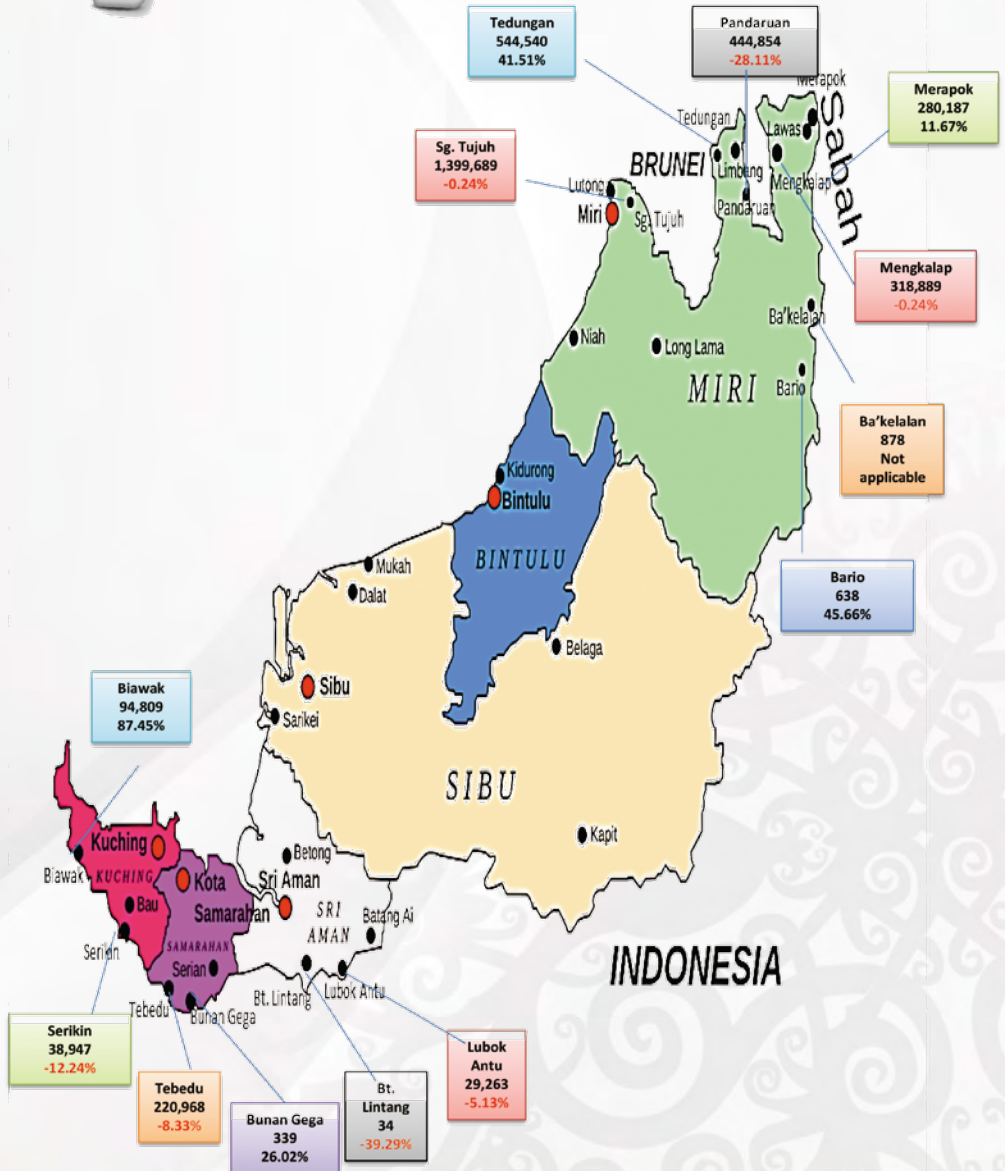 Tedungan
544,540
41.51%
Pandaruan
444,854
-28.11%
Merapok
280,187
11.67%
Merapok
Sabah
Sg. Tujuh
1,399,689
-0.24%
Tedungan
Lawas
BRUNEI
Limbang
Mengkalap
Lutong
Pandaruan
Miri
Sg. Tujuh
Mengkalap
318,889
-0.24%
Ba'kelalan
Niah
Long Lama
MIRI
Bario
Ba'kelalan
878
Not
applicable
Kidurong
Bintulu
BINTULU
Mukah
Dalat
Bario
638
45.66%
Belaga
Biawak
94,809
87.45%
Sibu
Sarikei
SIBU
Kapit
Kuching
Betong
Biawak
KUCHING
Kota
Samarahan
Sri Aman
Bau
SRI
AMAN
Batang Ai
Serikin
SAMARAHAN
Serian
INDONESIA
Tebedu
Bunan Gega
Bt. Lintang
Lubok Antu
Serikin
38,947
-12.24%
Tebedu
220,968
-8.33%
Bunan Gega
339
26.02%
Bt.
Lintang
34
-39.29%
Lubok
Antu
29,263
-5.13%